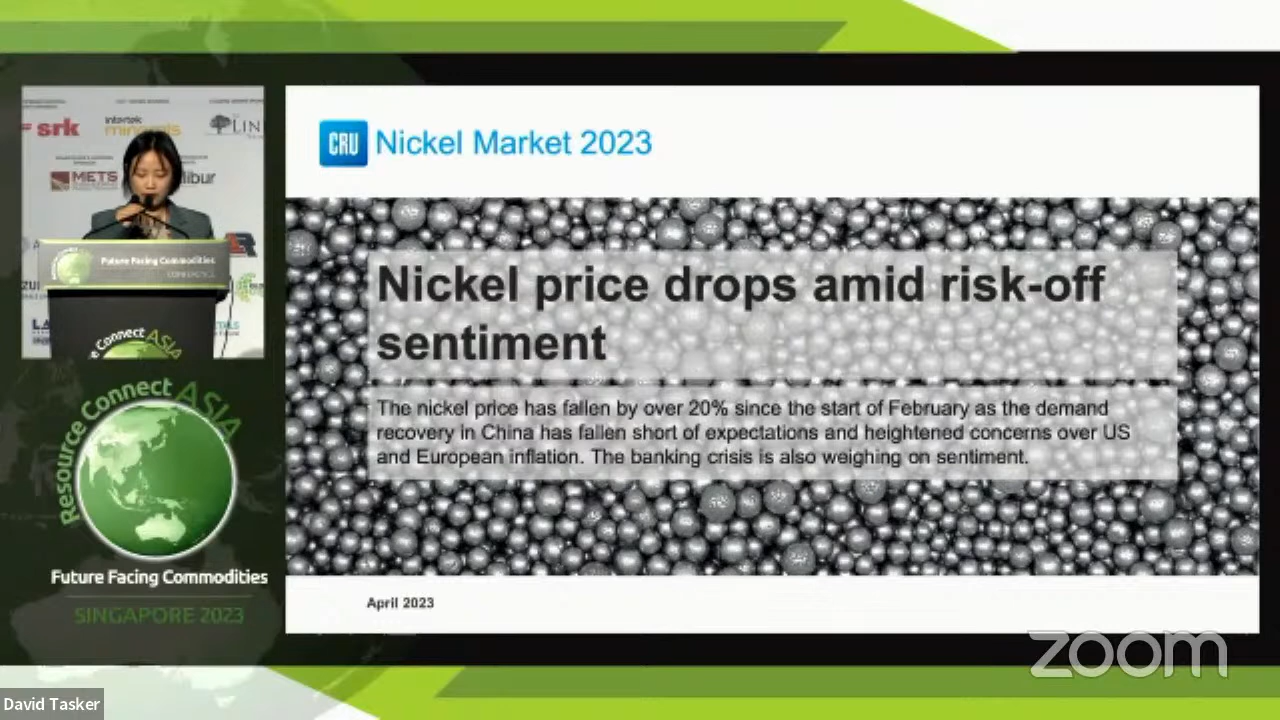 srk
intertek
minerals
METS
CRU Nickel Market 2023
Nickel price drops amid risk-off
sentiment
The nickel price has fallen by over 20% since the start of February as the demand
recovery in China has fallen short of expectations and heightened concerns over US
and European inflation. The banking crisis is also weighing on sentiment.
April 2023
Future Facing Commodities
CONFERENCE
Connect ASIA
Resource Connect ASIA
Future Facing Commodities
SINGAPORE 2023
zoom
David Tasker